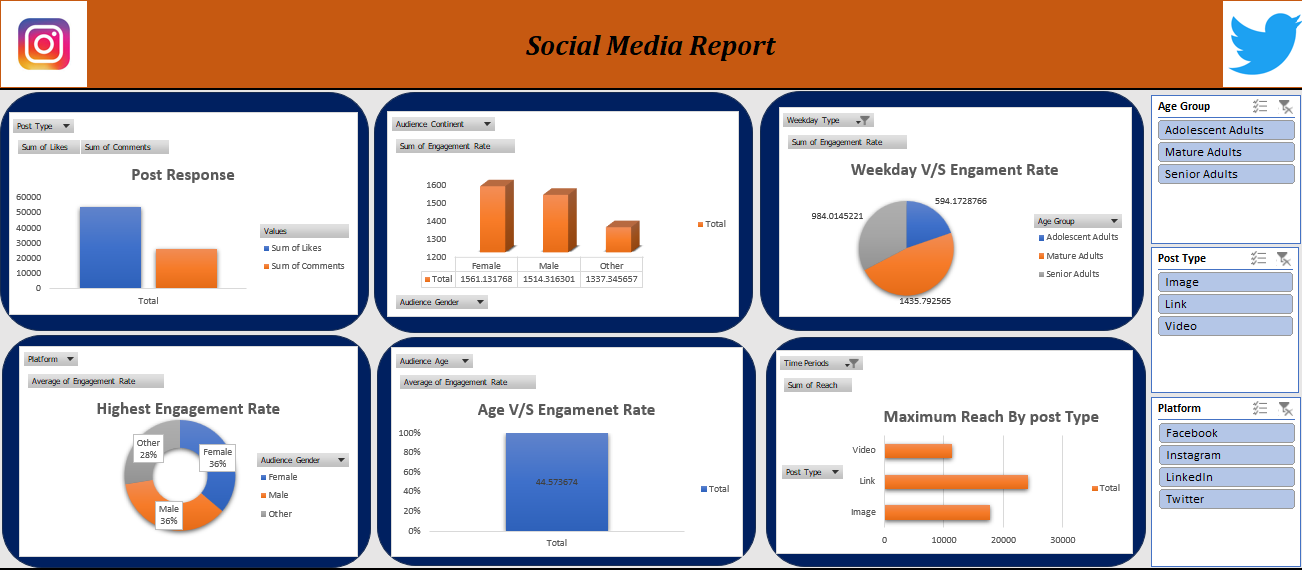 Social Media Report
Post Type
Sum of Likes Sum of Comments
Post Response
60000
50000
40000
30000
20000
10000
0
Total
Values
Sum of Likes
Sum of Comments
Audience Continent
Sum of Engagement Rate
1600
1500
1400
1300
1200
Female Male Other
Total 1561.131768 1514.316301 1337.345657
Total
Audience Gender
Weekday Type
Sum of Engagement Rate
Weekday V/S Engament Rate
594.1728766
984.0145221
1435.792565
Age Group
Adolescent Adults
Mature Adults
Senior Adults
Age Group
Adolescent Adults
Mature Adults
Senior Adults
Post Type
Image
Link
Video
Platform
Average of Engagement Rate
Highest Engagement Rate
Other
28%
Female
36%
Male
36%
Audience Gender
Female
Male
Other
Audience Age
Average of Engagement Rate
Age V/S Engamenet Rate
100%
80%
60%
40%
20%
0%
44.573674
Total
Total
Time Periods
Sum of Reach
Maximum Reach By post Type
Video
Link
Image
0 10000 20000 30000
Post Type
Total
Platform
Facebook
Instagram
LinkedIn
Twitter